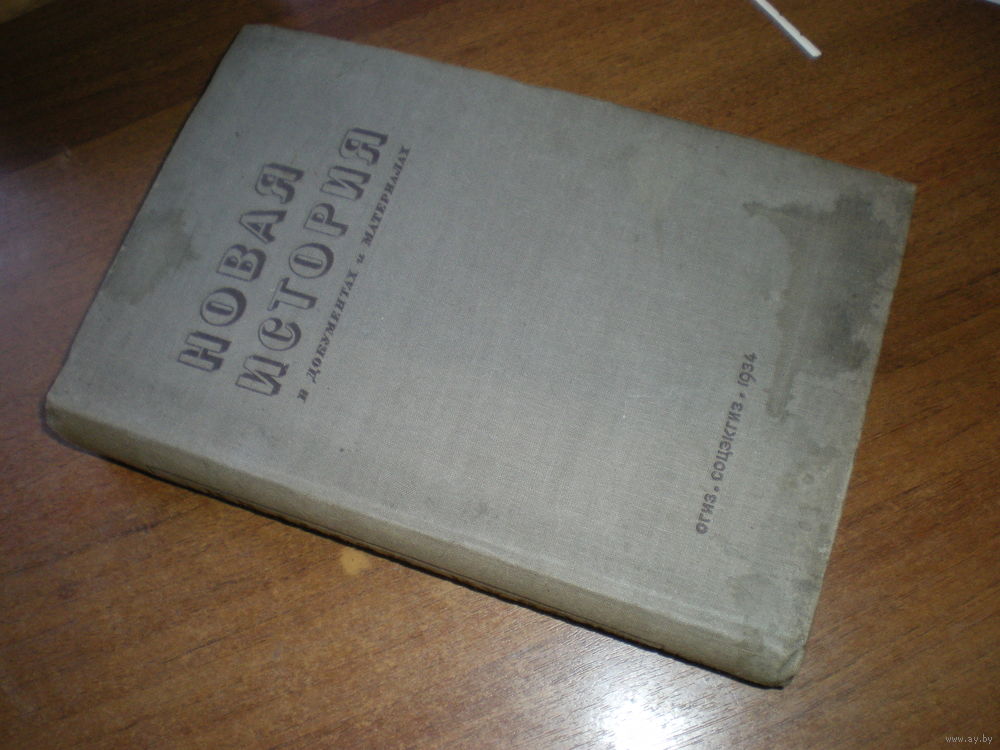 НОВАЯ
ИСТОРИЯ
В ДОКУМЕНТАХ и МАТЕРИАЛАХ
ОГИЗ • СОЦЭКГИЗ • 1934
www.ay.by